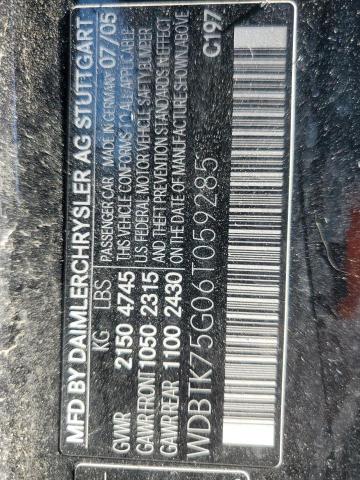 MFD BY DAIMLERCHRYSLER AG STUTTGART
PASSENGER CAR MADE IN GERMANY 07/05
KG LBS THIS VEHICLE CONFORMS TO ALL APPLICABLE
GVWR 2150 4745 U.S. FEDERAL MOTOR VEHICLE SAFETY BUMPER
GAWR FRONT 1050 2315 AND THEFT PREVENTION STANDARDS IN EFFECT
GAWR REAR 1100 2430 ON THE DATE OF MANUFACTURE SHOWN ABOVE
WDBTK75G06T059285 C197